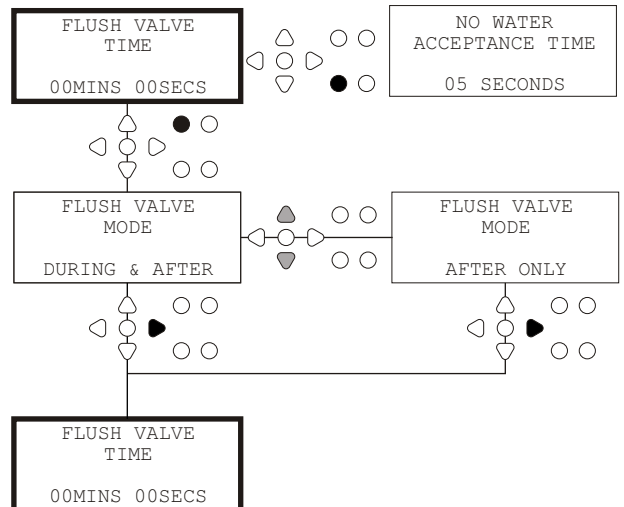 FLUSH VALVE
TIME
00MINS 00SECS
NO WATER
ACCEPTANCE TIME
05 SECONDS
FLUSH VALVE
MODE
DURING & AFTER
FLUSH VALVE
MODE
AFTER ONLY
FLUSH VALVE
TIME
00MINS 00SECS